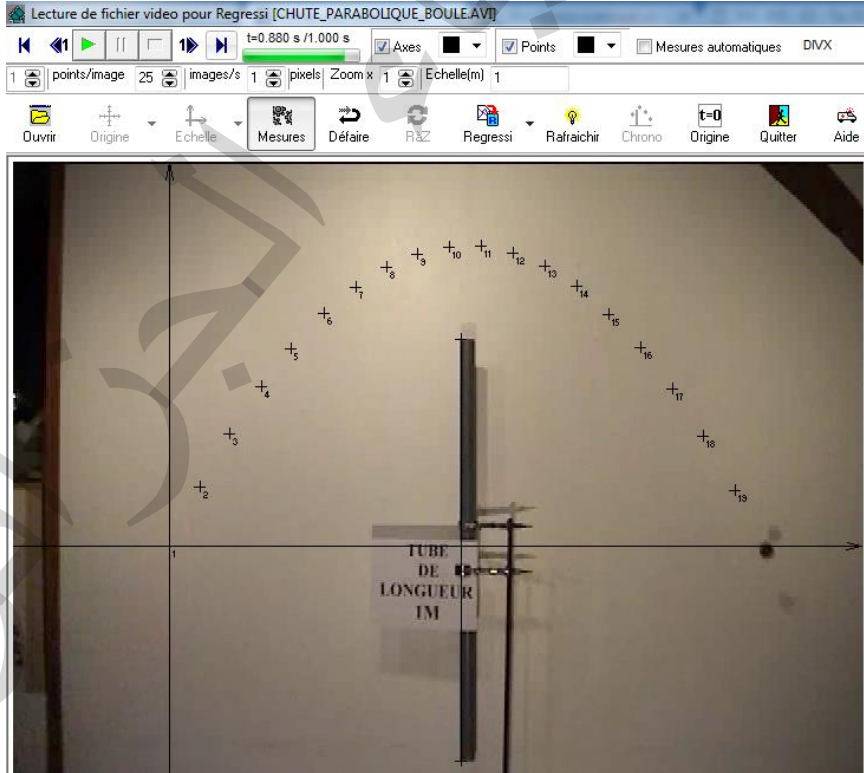 Lecture de fichier video pour Regressi [CHUTE_PARABOLIQUE_BOULE.AVI]
1 1 t=0.880 s /1.000 s Axes Points Mesures automatiques DIVX
1 points/image 25 images/s 1 pixels Zoom x 1 Echelle(m) 1
Ouvrir Origine Echelle Mesures Défaire RàZ Regressi Rafraichir Chrono t=0 Origine Quitter Aide
11
10
9
12
8
13
7
14
6
15
5
16
4
17
3
18
2
19
1
TUBE
DE
LONGUEUR
1M